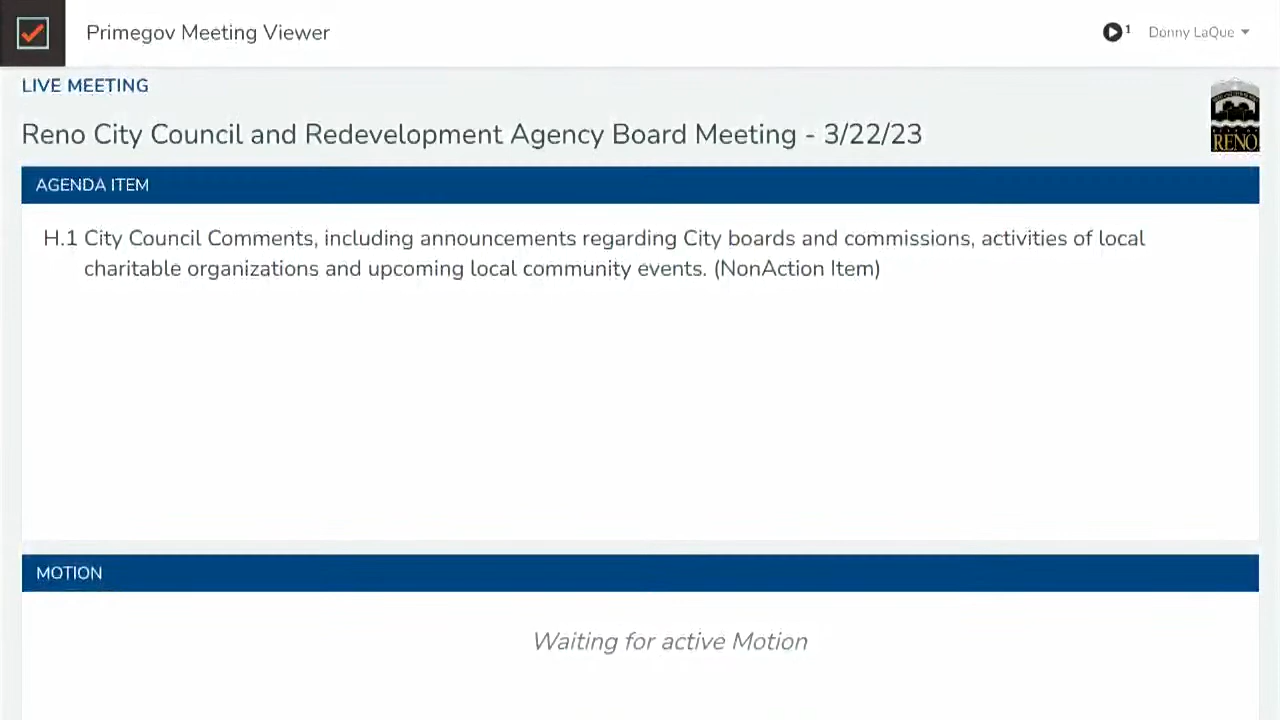 Primegov Meeting Viewer
1
Donny LaQue
LIVE MEETING
Reno City Council and Redevelopment Agency Board Meeting - 3/22/23
RENO
AGENDA ITEM
H.1 City Council Comments, including announcements regarding City boards and commissions, activities of local
charitable organizations and upcoming local community events. (NonAction Item)
MOTION
Waiting for active Motion